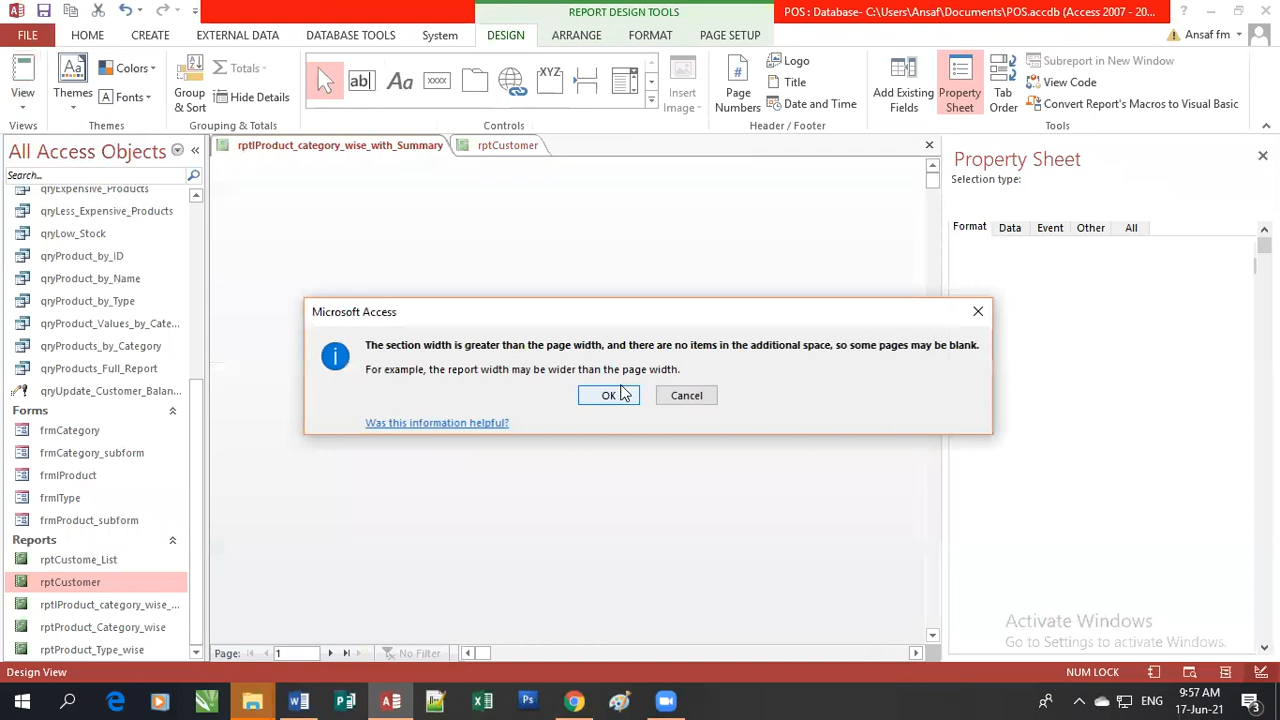 REPORT DESIGN TOOLS
POS : Database- C:\Users\Ansaf\Documents\POS.accdb (Access 2007 - 20...
FILE
HOME
CREATE
EXTERNAL DATA
DATABASE TOOLS
System
DESIGN
ARRANGE
FORMAT
PAGE SETUP
Ansaf fm
View
Themes
Colors
Fonts
Group
& Sort
Totals
Hide Details
ab|
Aa
xxxx
XYZ
Insert
Image
Page
Numbers
Logo
Title
Date and Time
Add Existing
Fields
Property
Sheet
Tab
Order
Subreport in New Window
View Code
Convert Report's Macros to Visual Basic
Views
Themes
Grouping & Totals
Controls
Header / Footer
Tools
All Access Objects
Search...
qryExpensive_Products
qryLess_Expensive_Products
qryLow_Stock
qryProduct_by_ID
qryProduct_by_Name
qryProduct_by_Type
qryProduct_Values_by_Cate...
qryProducts_by_Category
qryProducts_Full_Report
qryUpdate_Customer_Balan...
Forms
frmCategory
frmCategory_subform
frmIProduct
frmIType
frmProduct_subform
Reports
rptCustome_List
rptCustomer
rptIProduct_category_wise_...
rptProduct_Category_wise
rptProduct_Type_wise
rptIProduct_category_wise_with_Summary
rptCustomer
Property Sheet
Selection type:
Format
Data
Event
Other
All
Microsoft Access
The section width is greater than the page width, and there are no items in the additional space, so some pages may be blank.
For example, the report width may be wider than the page width.
OK
Cancel
Was this information helpful?
Page:
1
No Filter
Activate Windows
Go to Settings to activate Windows.
Design View
NUM LOCK
ENG
9:57 AM
17-Jun-21
3